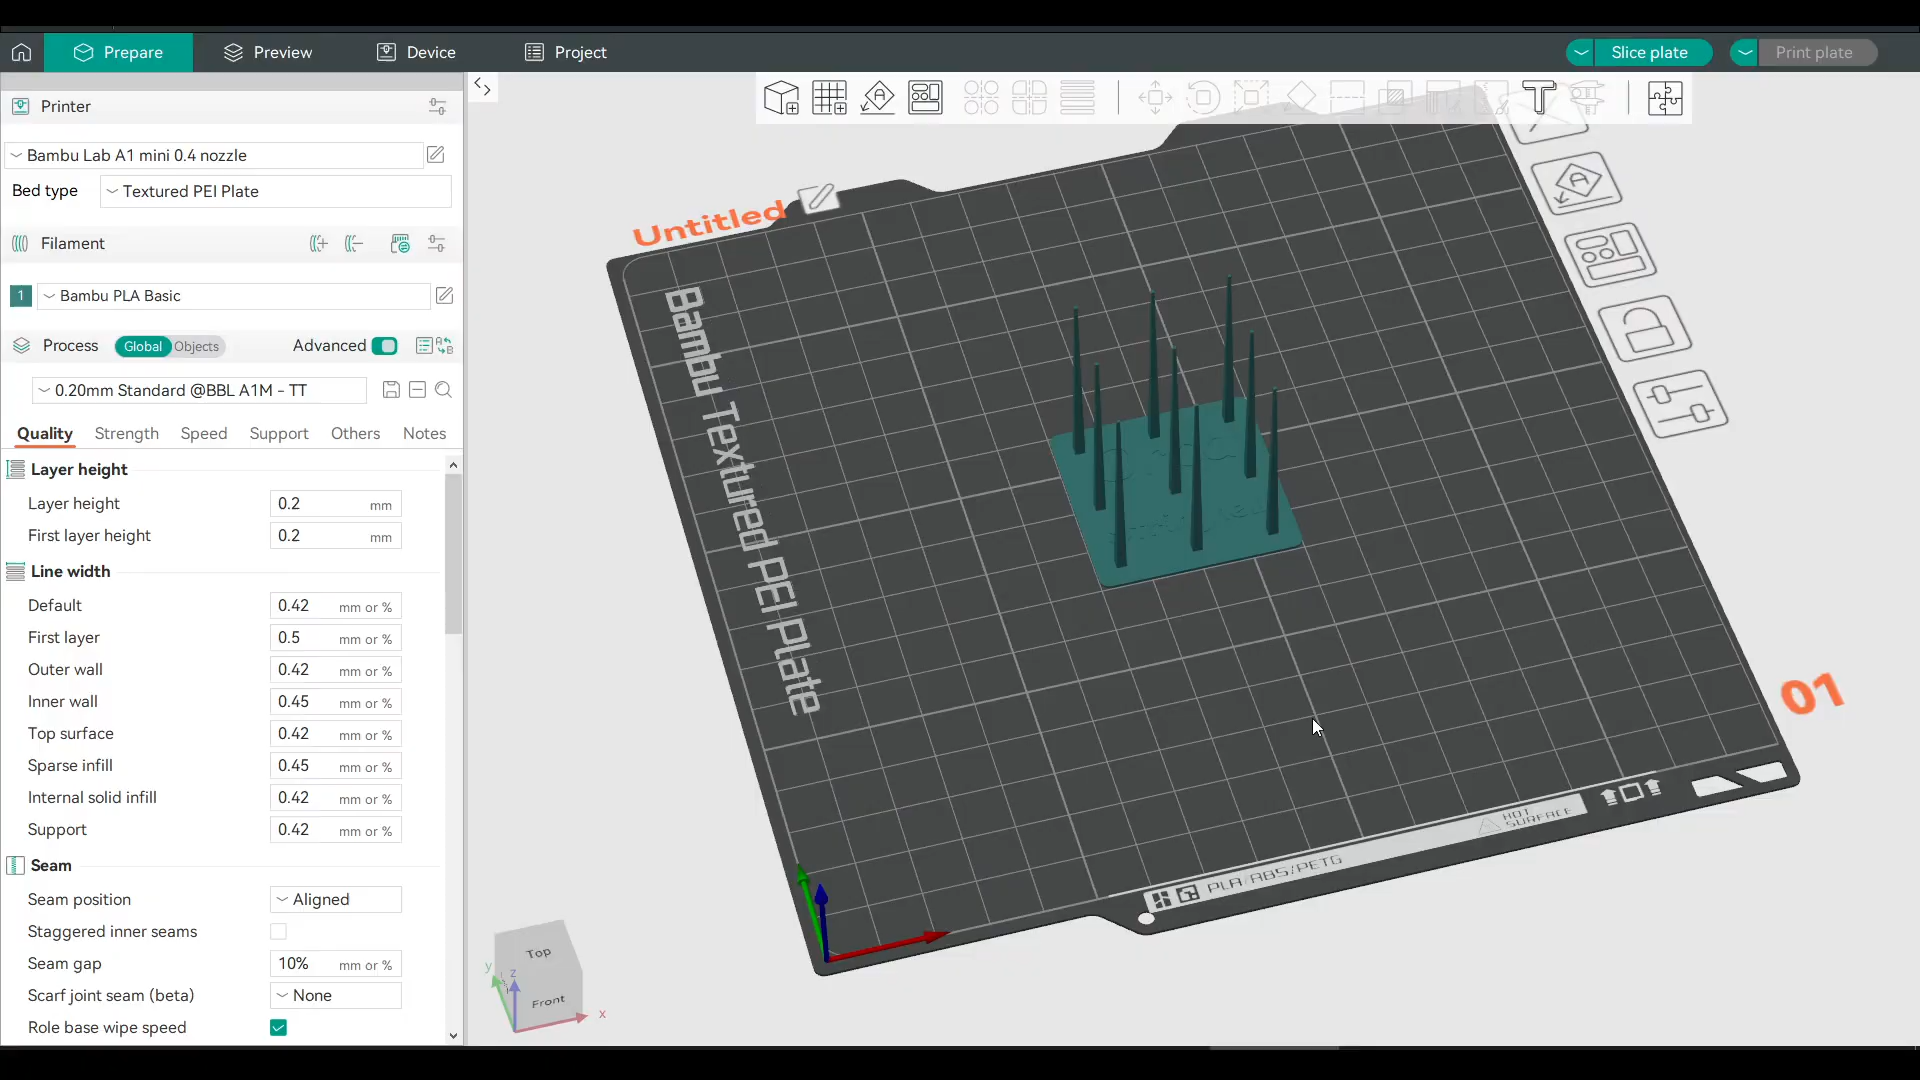 Prepare
Preview
Device
Project
Slice plate
Print plate
Printer
Bambu Lab A1 mini 0.4 nozzle
Bed type
Textured PEI Plate
Filament
1
Bambu PLA Basic
Process
Global
Objects
Advanced
0.20mm Standard @BBL A1M - TT
Quality
Strength
Speed
Support
Others
Notes
Layer height
Layer height 0.2 mm
First layer height 0.2 mm
Line width
Default 0.42 mm or %
First layer 0.5 mm or %
Outer wall 0.42 mm or %
Inner wall 0.45 mm or %
Top surface 0.42 mm or %
Sparse infill 0.45 mm or %
Internal solid infill 0.42 mm or %
Support 0.42 mm or %
Seam
Seam position Aligned
Staggered inner seams
Seam gap 10% mm or %
Scarf joint seam (beta) None
Role base wipe speed
Untitled
Bambu Textured PEI Plate
01
HOT
SURFACE
PLA/ABS/PETG
Top
Front
x
y
z